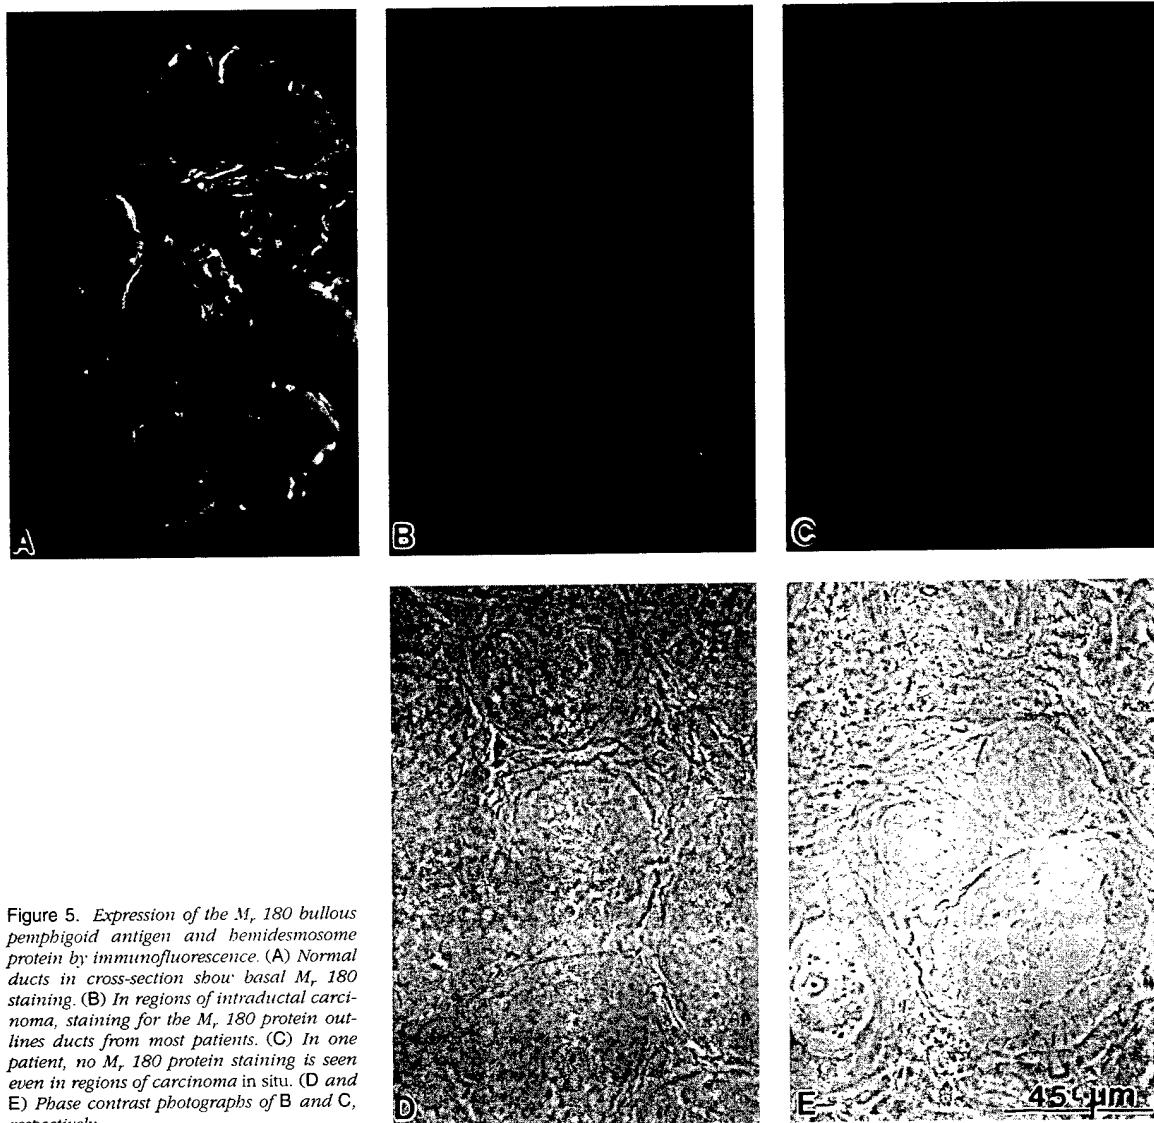 A
B
C
Figure 5. Expression of the Mr 180 bullous
pemphigoid antigen and hemidesmosome
protein by immunofluorescence. (A) Normal
ducts in cross-section show basal Mr 180
staining. (B) In regions of intraductal carci-
noma, staining for the Mr 180 protein out-
lines ducts from most patients. (C) In one
patient, no Mr 180 protein staining is seen
even in regions of carcinoma in situ. (D and
E) Phase contrast photographs of B and C,
respectively
D
E
45 µm